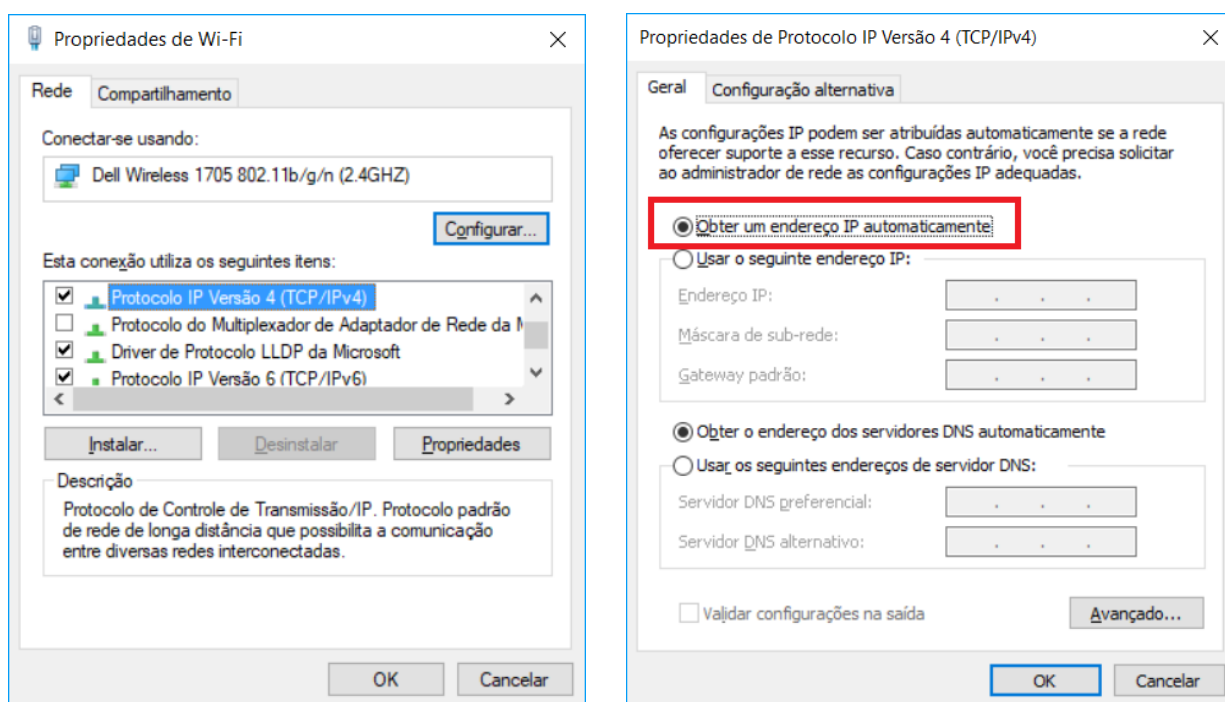 Propriedades de Wi-Fi
Rede
Compartilhamento
Conectar-se usando:
Dell Wireless 1705 802.11b/g/n (2.4GHZ)
Configurar...
Esta conexão utiliza os seguintes itens:
Protocolo IP Versão 4 (TCP/IPv4)
Protocolo do Multiplexador de Adaptador de Rede da
Driver de Protocolo LLDP da Microsoft
Protocolo IP Versão 6 (TCP/IPv6)
Instalar...
Desinstalar
Propriedades
Descrição
Protocolo de Controle de Transmissão/IP. Protocolo padrão
de rede de longa distância que possibilita a comunicação
entre diversas redes interconectadas.
OK
Cancelar
Propriedades de Protocolo IP Versão 4 (TCP/IPv4)
Geral
Configuração alternativa
As configurações IP podem ser atribuídas automaticamente se a rede
oferecer suporte a esse recurso. Caso contrário, você precisa solicitar
ao administrador de rede as configurações IP adequadas.
Obter um endereço IP automaticamente
Usar o seguinte endereço IP:
Endereço IP:
Máscara de sub-rede:
Gateway padrão:
Obter o endereço dos servidores DNS automaticamente
Usar os seguintes endereços de servidor DNS:
Servidor DNS preferencial:
Servidor DNS alternativo:
Validar configurações na saída
Avançado...
OK
Cancelar